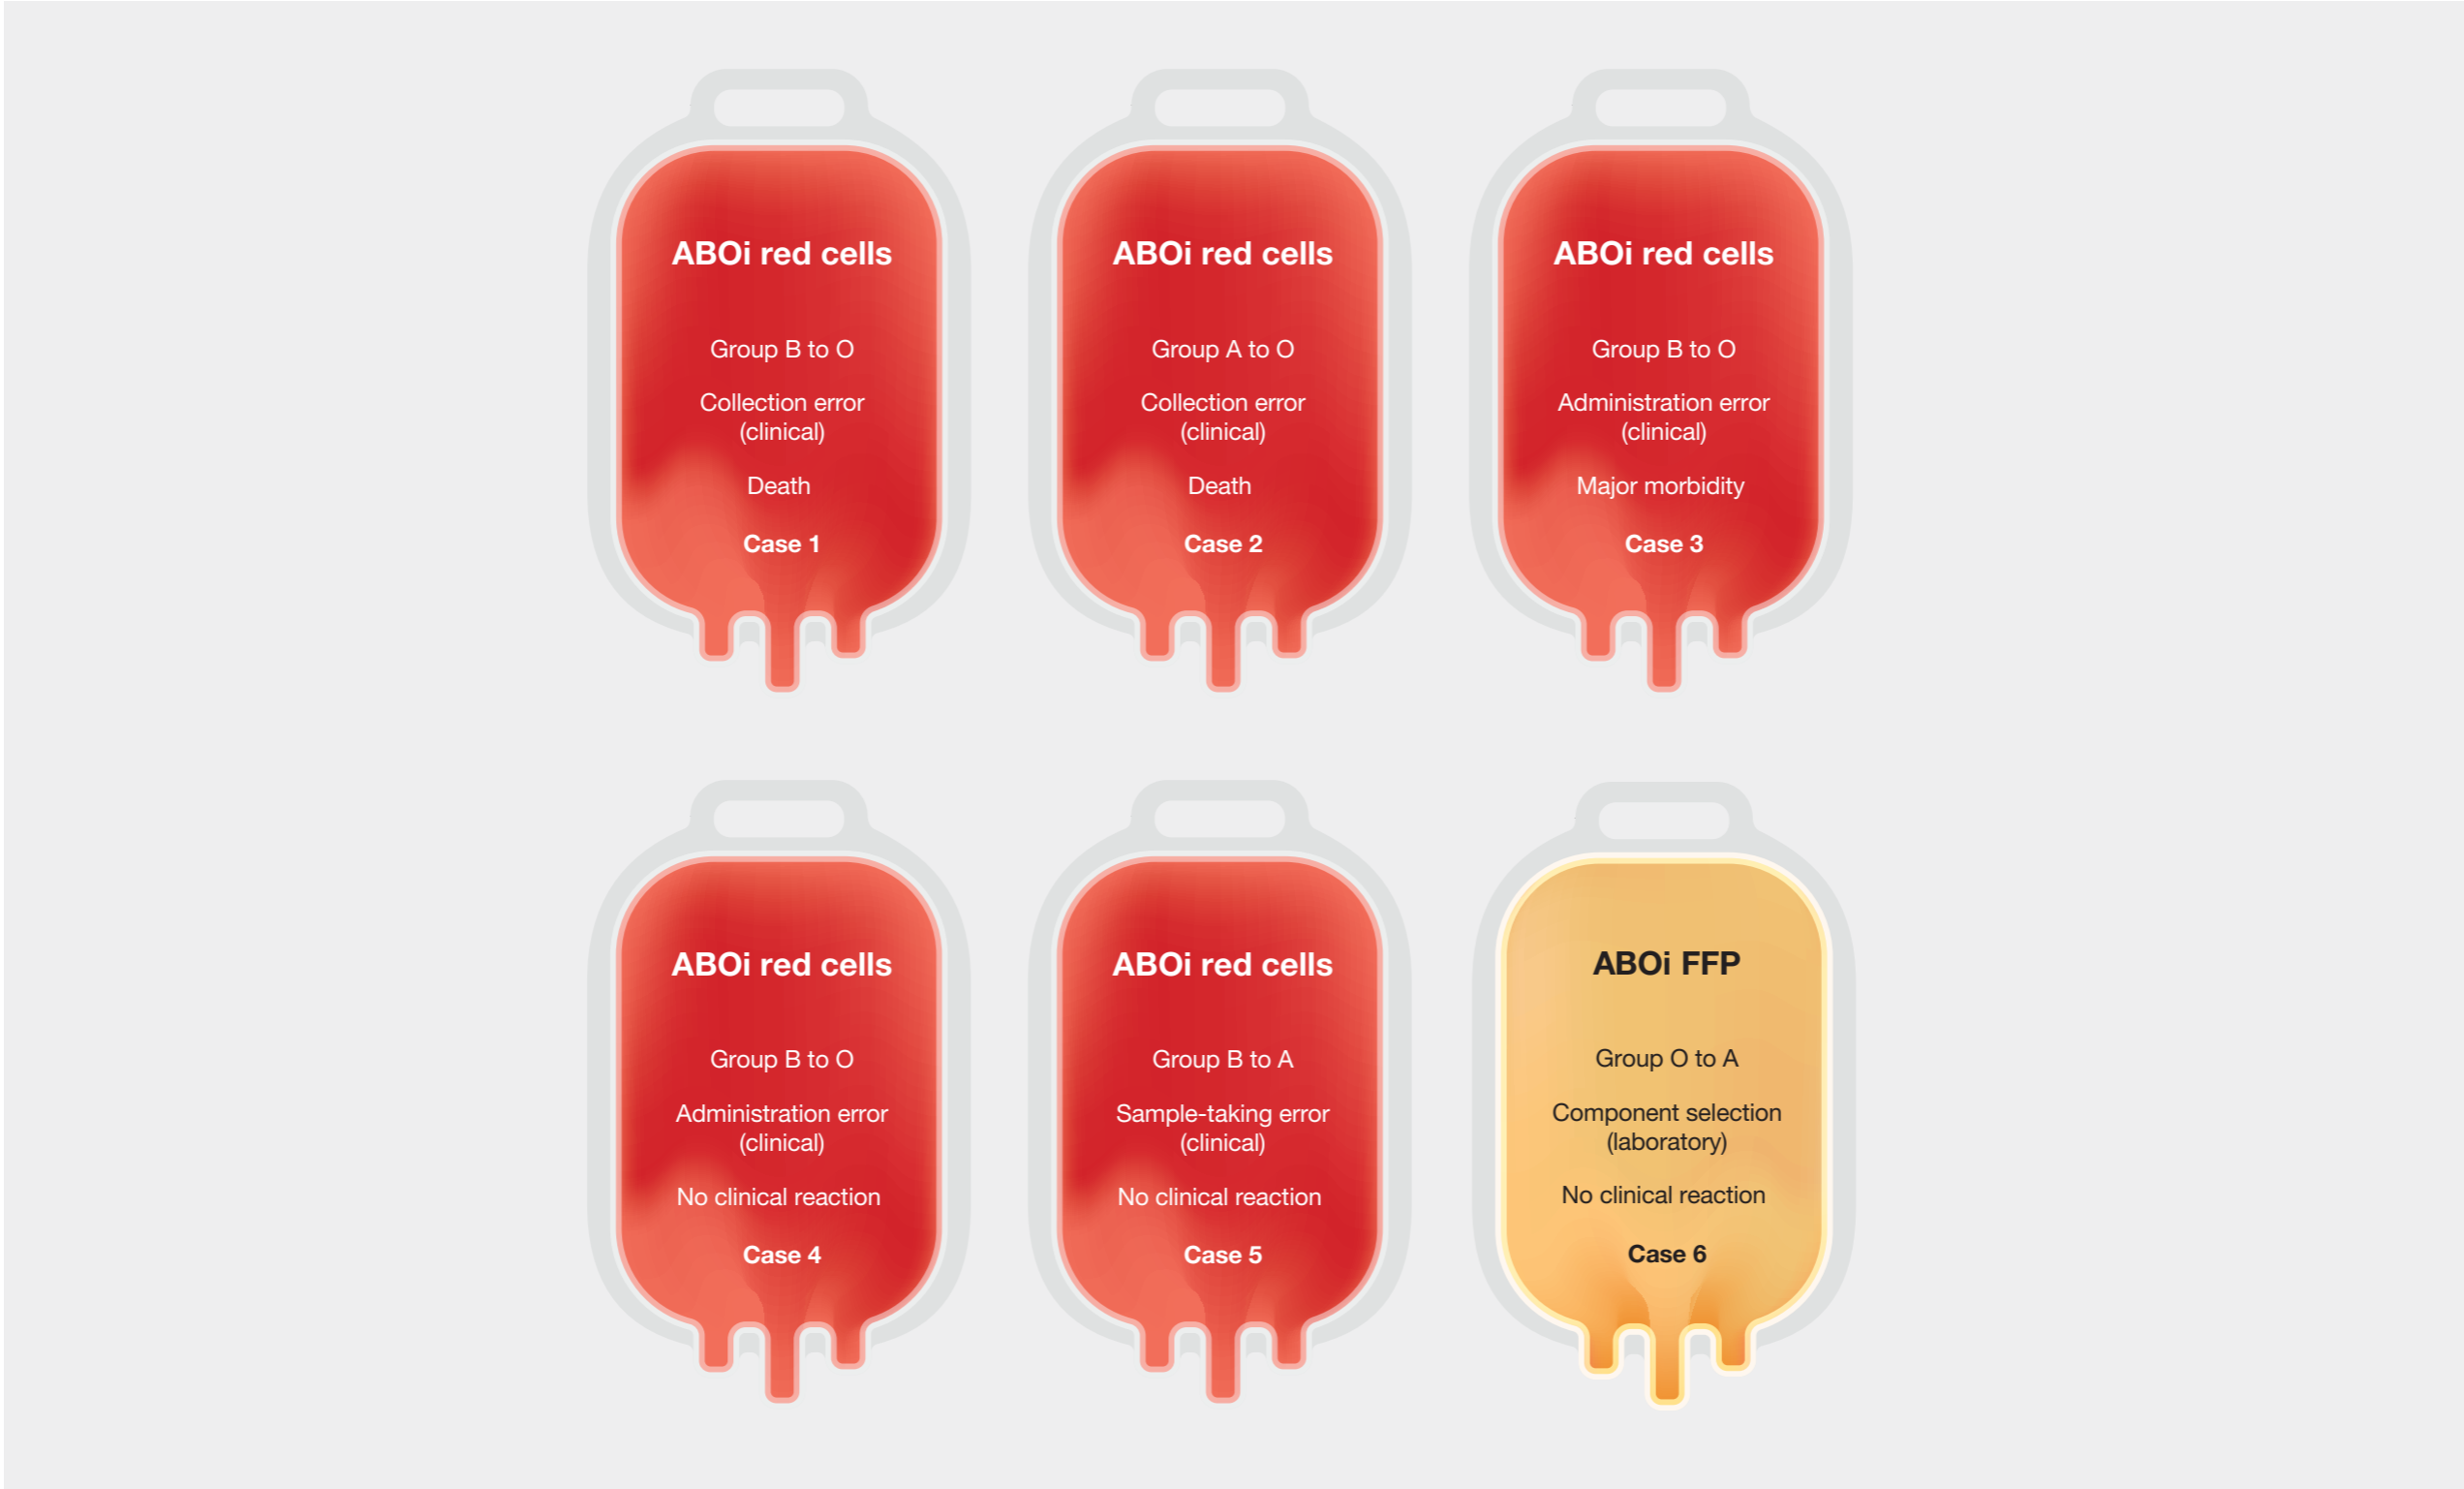 ABOi red cells
Group B to O
Collection error
(clinical)
Death
Case 1
ABOi red cells
Group A to O
Collection error
(clinical)
Death
Case 2
ABOi red cells
Group B to O
Administration error
(clinical)
Major morbidity
Case 3
ABOi red cells
Group B to O
Administration error
(clinical)
No clinical reaction
Case 4
ABOi red cells
Group B to A
Sample-taking error
(clinical)
No clinical reaction
Case 5
ABOi FFP
Group O to A
Component selection
(laboratory)
No clinical reaction
Case 6